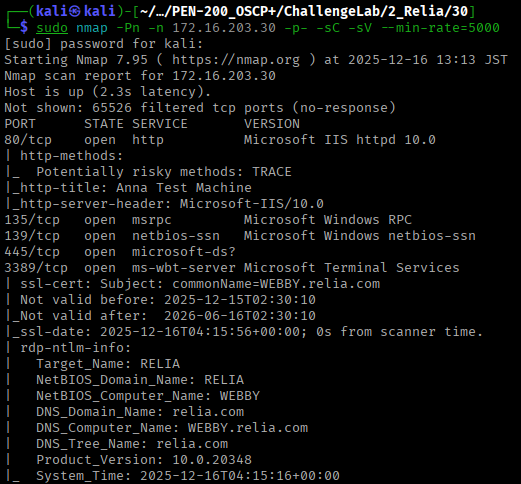 ┌──(kali㉿kali)-[~/…/PEN-200_OSCP+/ChallengeLab/2_Relia/30]
└─$ sudo nmap -Pn -n 172.16.203.30 -p- -sC -sV --min-rate=5000
[sudo] password for kali:
Starting Nmap 7.95 ( https://nmap.org ) at 2025-12-16 13:13 JST
Nmap scan report for 172.16.203.30
Host is up (2.3s latency).
Not shown: 65526 filtered tcp ports (no-response)
PORT     STATE SERVICE       VERSION
80/tcp   open  http          Microsoft IIS httpd 10.0
| http-methods:
|_  Potentially risky methods: TRACE
|_http-title: Anna Test Machine
|_http-server-header: Microsoft-IIS/10.0
135/tcp  open  msrpc         Microsoft Windows RPC
139/tcp  open  netbios-ssn   Microsoft Windows netbios-ssn
445/tcp  open  microsoft-ds?
3389/tcp open  ms-wbt-server Microsoft Terminal Services
| ssl-cert: Subject: commonName=WEBBY.relia.com
| Not valid before: 2025-12-15T02:30:10
|_Not valid after:  2026-06-16T02:30:10
|_ssl-date: 2025-12-16T04:15:56+00:00; 0s from scanner time.
| rdp-ntlm-info:
|   Target_Name: RELIA
|   NetBIOS_Domain_Name: RELIA
|   NetBIOS_Computer_Name: WEBBY
|   DNS_Domain_Name: relia.com
|   DNS_Computer_Name: WEBBY.relia.com
|   DNS_Tree_Name: relia.com
|   Product_Version: 10.0.20348
|_  System_Time: 2025-12-16T04:15:16+00:00